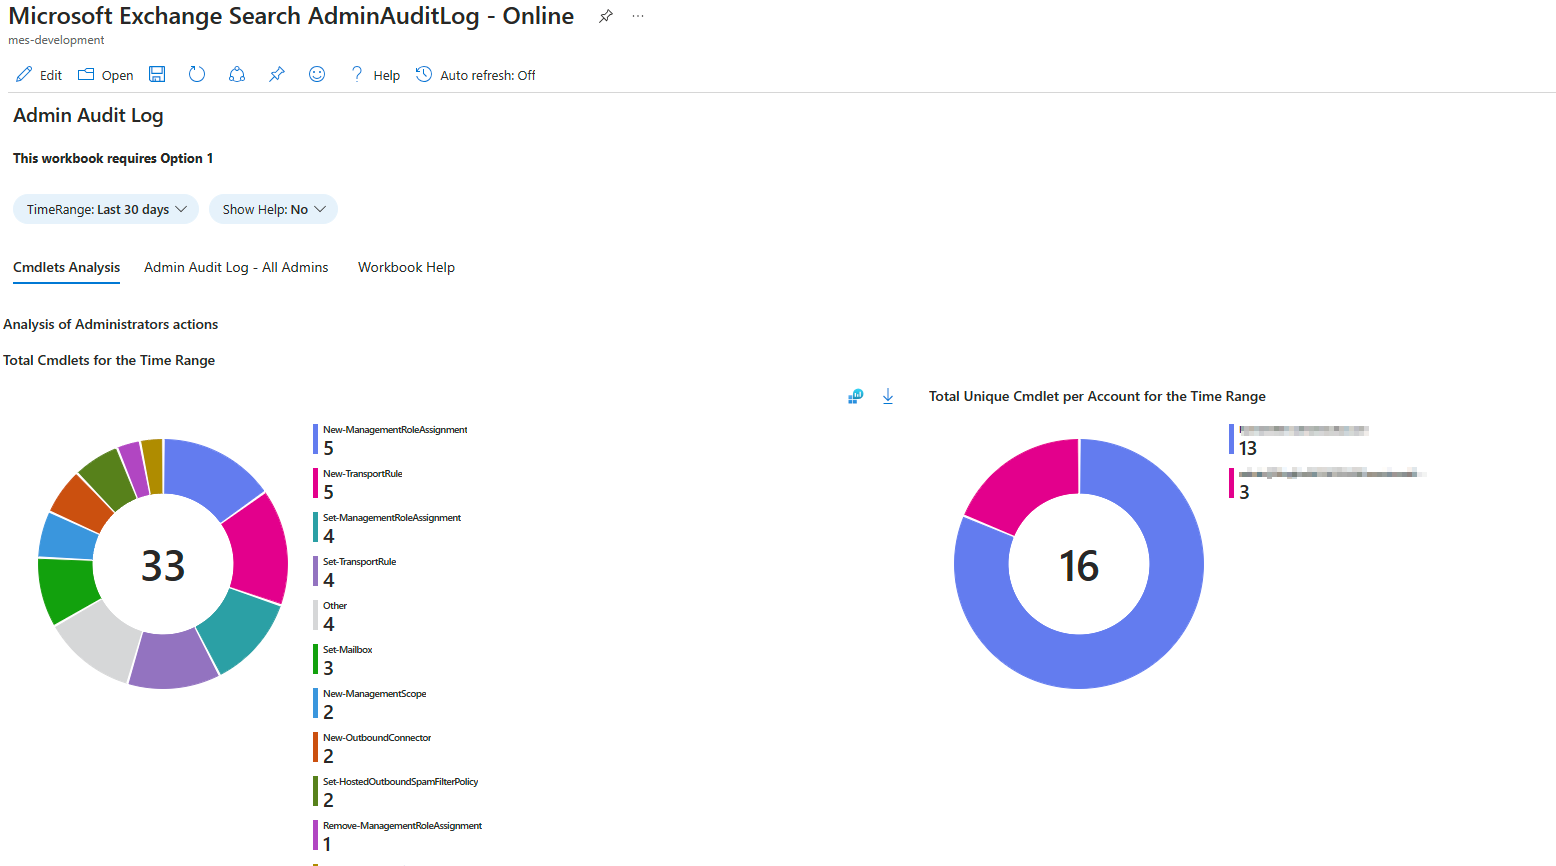 Microsoft Exchange Search AdminAuditLog - Online
mes-development
Edit Open Help Auto refresh: Off
Admin Audit Log
This workbook requires Option 1
TimeRange: Last 30 days Show Help: No
Cmdlets Analysis Admin Audit Log - All Admins Workbook Help
Analysis of Administrators actions
Total Cmdlets for the Time Range
33
New-ManagementRoleAssignment
5
New-TransportRule
5
Set-ManagementRoleAssignment
4
Set-TransportRule
4
Other
4
Set-Mailbox
3
New-ManagementScope
2
New-OutboundConnector
2
Set-HostedOutboundSpamFilterPolicy
2
Remove-ManagementRoleAssignment
1
Total Unique Cmdlet per Account for the Time Range
16
13
3